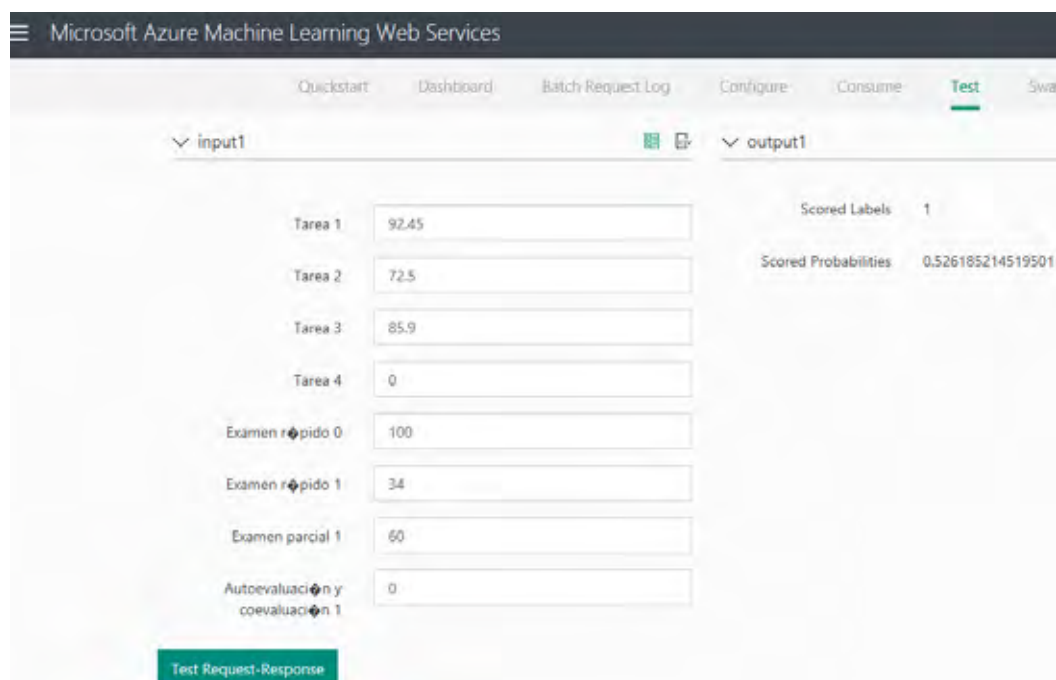 Microsoft Azure Machine Learning Web Services
Quickstart Dashboard Batch Request Log Configure Consume Test Swa
input1
output1
Tarea 1 92.45
Scored Labels 1
Tarea 2 72.5
Scored Probabilities 0.526185214519501
Tarea 3 85.9
Tarea 4 0
Examen r�pido 0 100
Examen r�pido 1 34
Examen parcial 1 60
Autoevaluaci�n y 0
coevaluaci�n 1
Test Request-Response